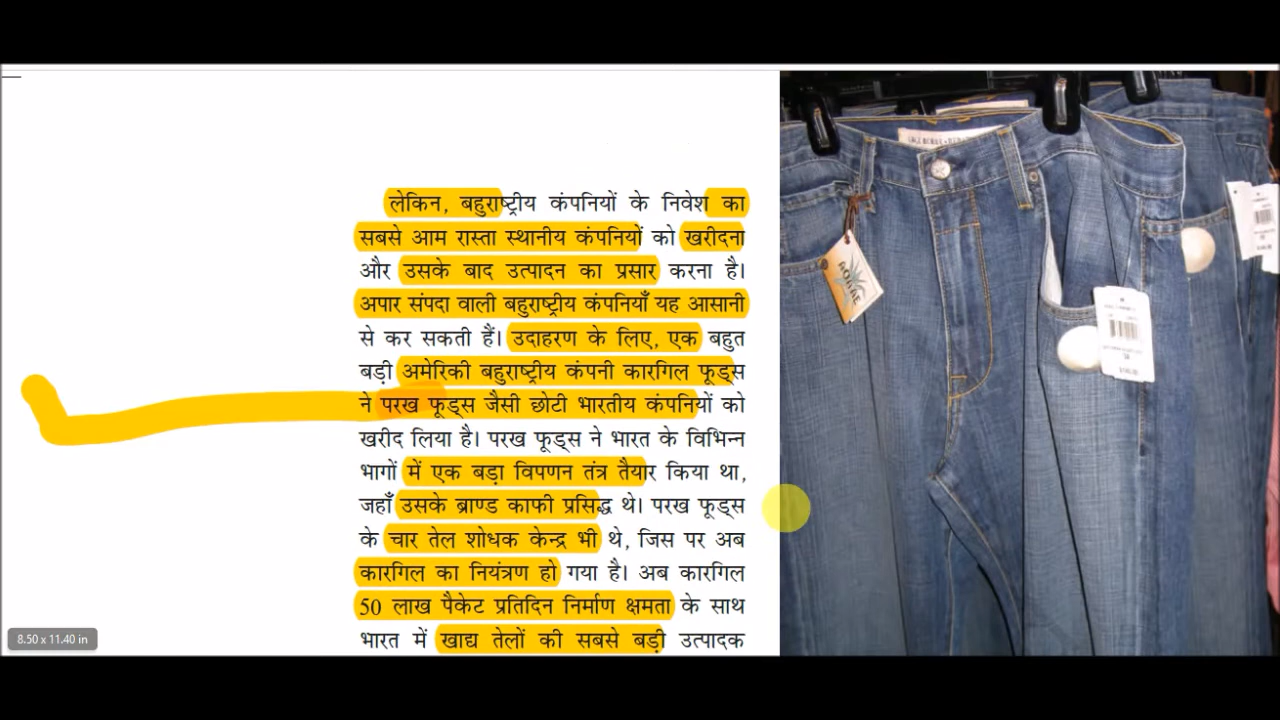 लेकिन, बहुराष्ट्रीय कंपनियों के निवेश का
सबसे आम रास्ता स्थानीय कंपनियों को खरीदना
और उसके बाद उत्पादन का प्रसार करना है।
अपार संपदा वाली बहुराष्ट्रीय कंपनियाँ यह आसानी
से कर सकती हैं। उदाहरण के लिए, एक बहुत
बड़ी अमेरिकी बहुराष्ट्रीय कंपनी कारगिल फूड्स
ने परख फूड्स जैसी छोटी भारतीय कंपनियों को
खरीद लिया है। परख फूड्स ने भारत के विभिन्न
भागों में एक बड़ा विपणन तंत्र तैयार किया था,
जहाँ उसके ब्राण्ड काफी प्रसिद्ध थे। परख फूड्स
के चार तेल शोधक केन्द्र भी थे, जिस पर अब
कारगिल का नियंत्रण हो गया है। अब कारगिल
50 लाख पैकेट प्रतिदिन निर्माण क्षमता के साथ
भारत में खाद्य तेलों की सबसे बड़ी उत्पादक
8.50 x 11.40 in